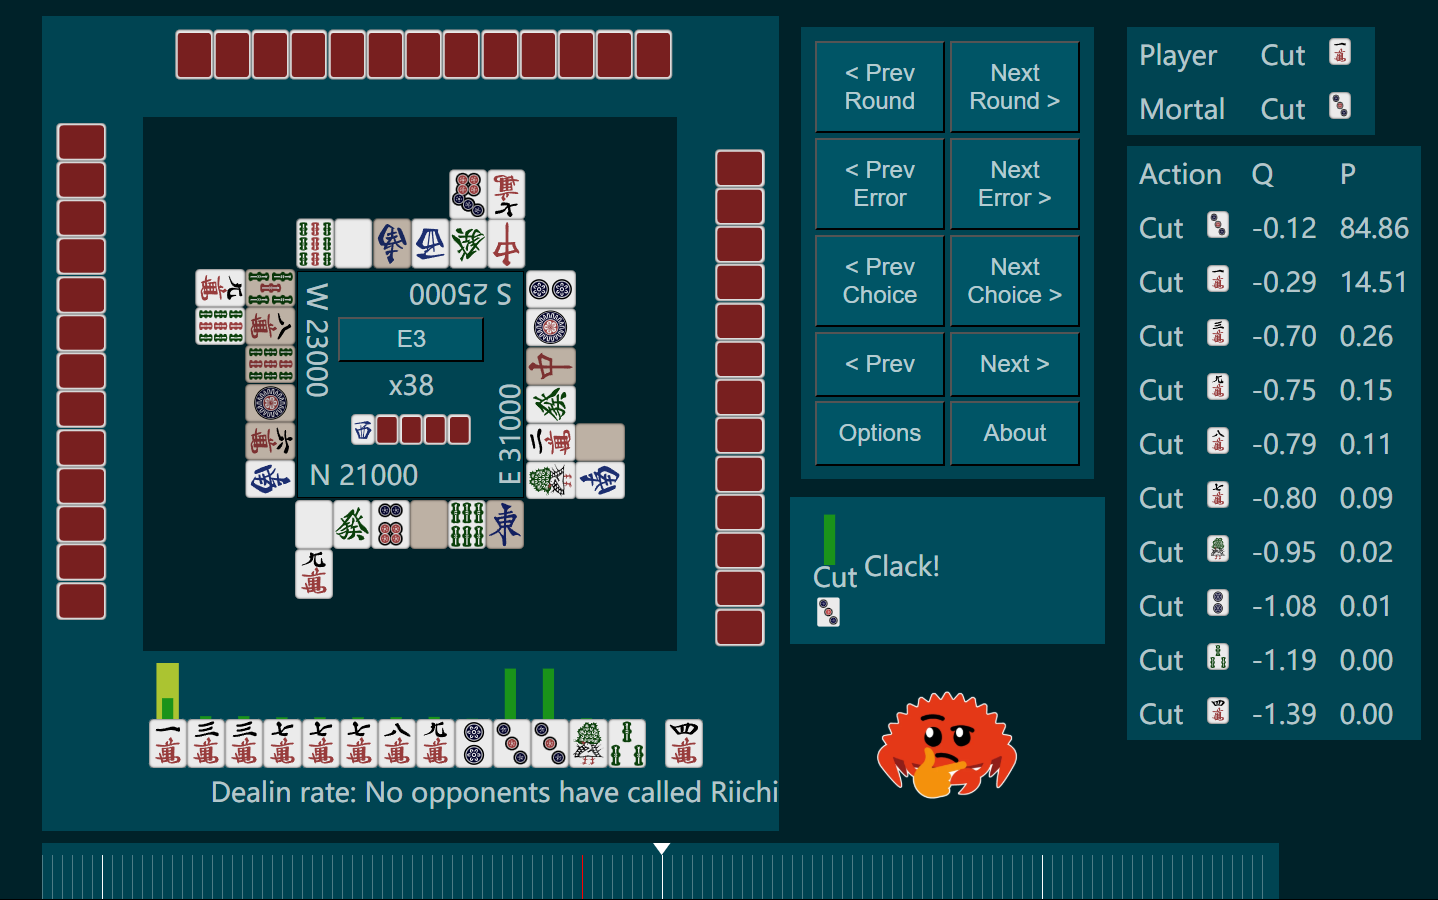 S 25000
W 23000
E3
x38
E 31000
N 21000
Dealin rate: No opponents have called Riichi
< Prev Round
Next Round >
< Prev Error
Next Error >
< Prev Choice
Next Choice >
< Prev
Next >
Options
About
Cut
Clack!
Player Cut
Mortal Cut
Action Q P
Cut -0.12 84.86
Cut -0.29 14.51
Cut -0.70 0.26
Cut -0.75 0.15
Cut -0.79 0.11
Cut -0.80 0.09
Cut -0.95 0.02
Cut -1.08 0.01
Cut -1.19 0.00
Cut -1.39 0.00